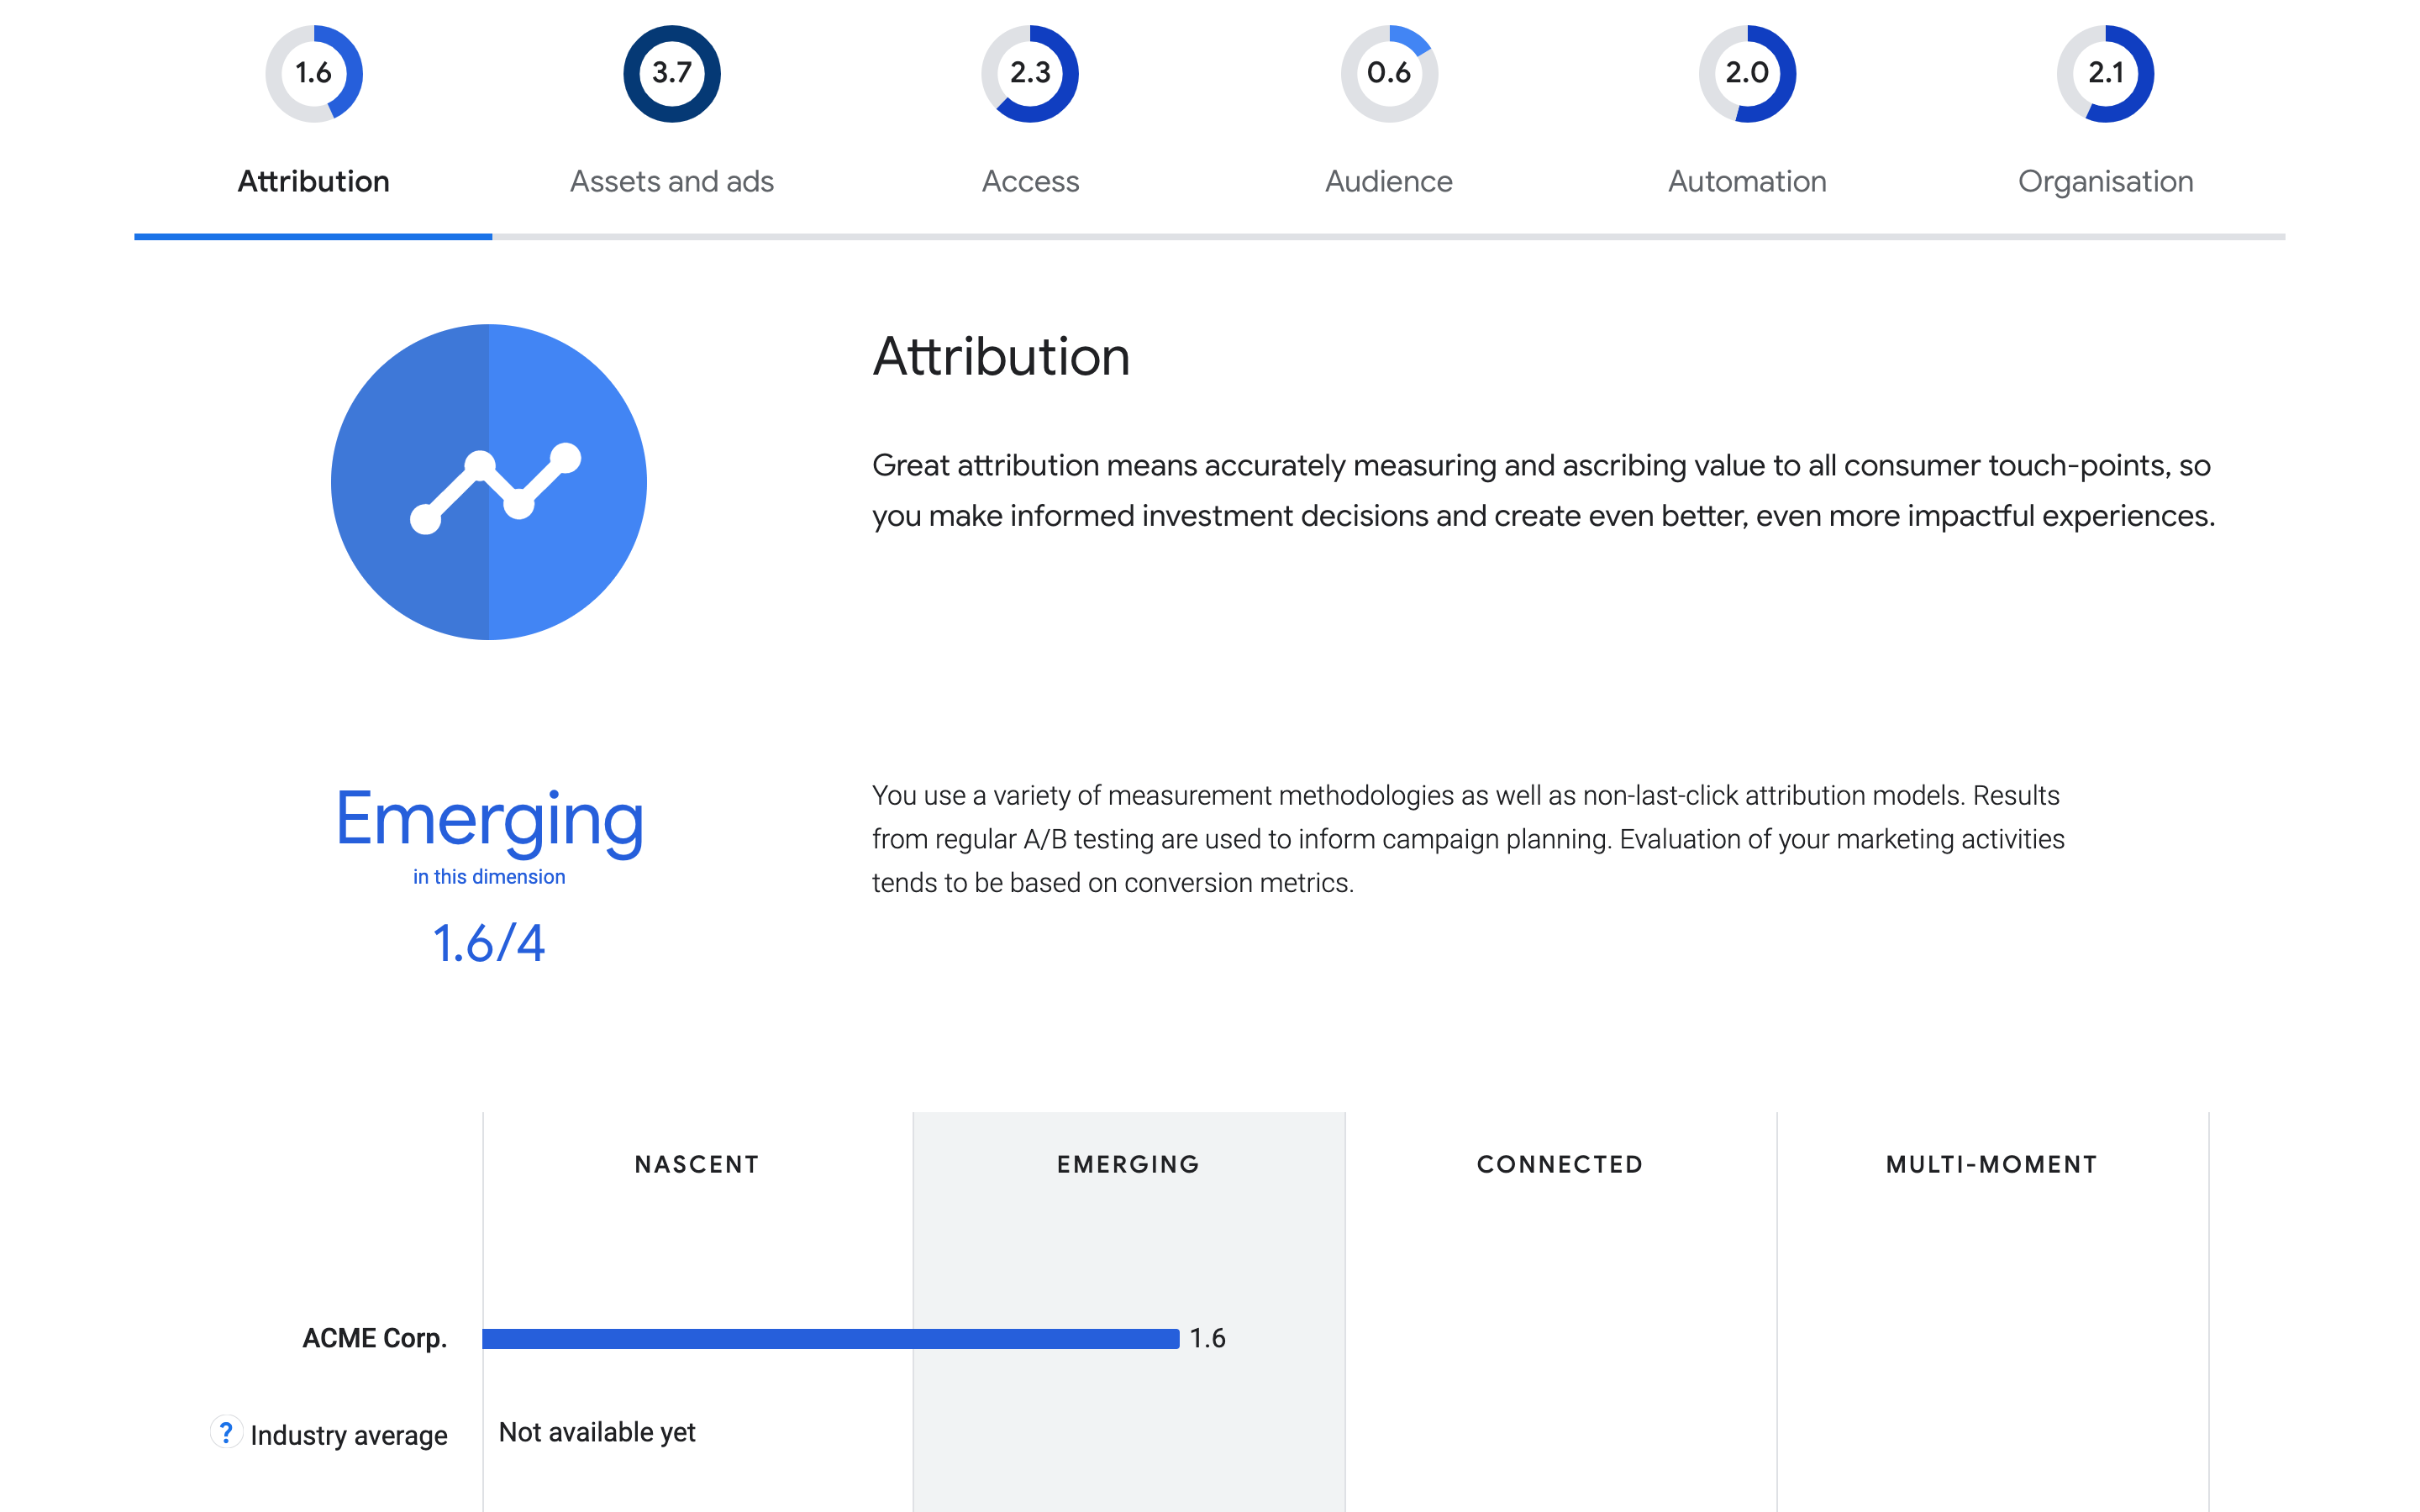 1.6
3.7
2.3
0.6
2.0
2.1
Attribution
Assets and ads
Access
Audience
Automation
Organisation
Attribution
Great attribution means accurately measuring and ascribing value to all consumer touch-points, so
you make informed investment decisions and create even better, even more impactful experiences.
Emerging
in this dimension
1.6/4
You use a variety of measurement methodologies as well as non-last-click attribution models. Results
from regular A/B testing are used to inform campaign planning. Evaluation of your marketing activities
tends to be based on conversion metrics.
NASCENT
EMERGING
CONNECTED
MULTI-MOMENT
ACME Corp.
1.6
? Industry average
Not available yet